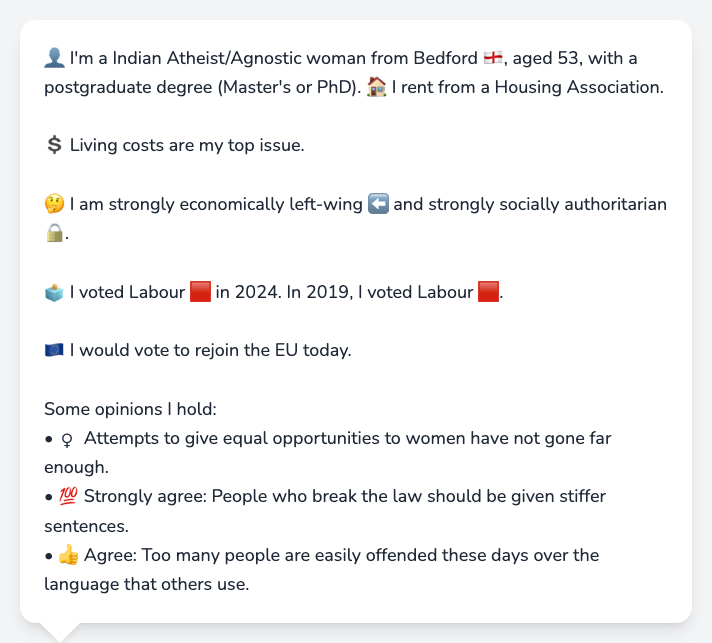 👤 I'm a Indian Atheist/Agnostic woman from Bedford 🏴󠁧󠁢󠁥󠁮󠁧󠁿, aged 53, with a
postgraduate degree (Master's or PhD). 🏠 I rent from a Housing Association.
💲 Living costs are my top issue.
🤔 I am strongly economically left-wing ⬅️ and strongly socially authoritarian
🔒.
🗳️ I voted Labour 🟥 in 2024. In 2019, I voted Labour 🟥.
🇪🇺 I would vote to rejoin the EU today.
Some opinions I hold:
• ♀ Attempts to give equal opportunities to women have not gone far
enough.
• 💯 Strongly agree: People who break the law should be given stiffer
sentences.
• 👍 Agree: Too many people are easily offended these days over the
language that others use.